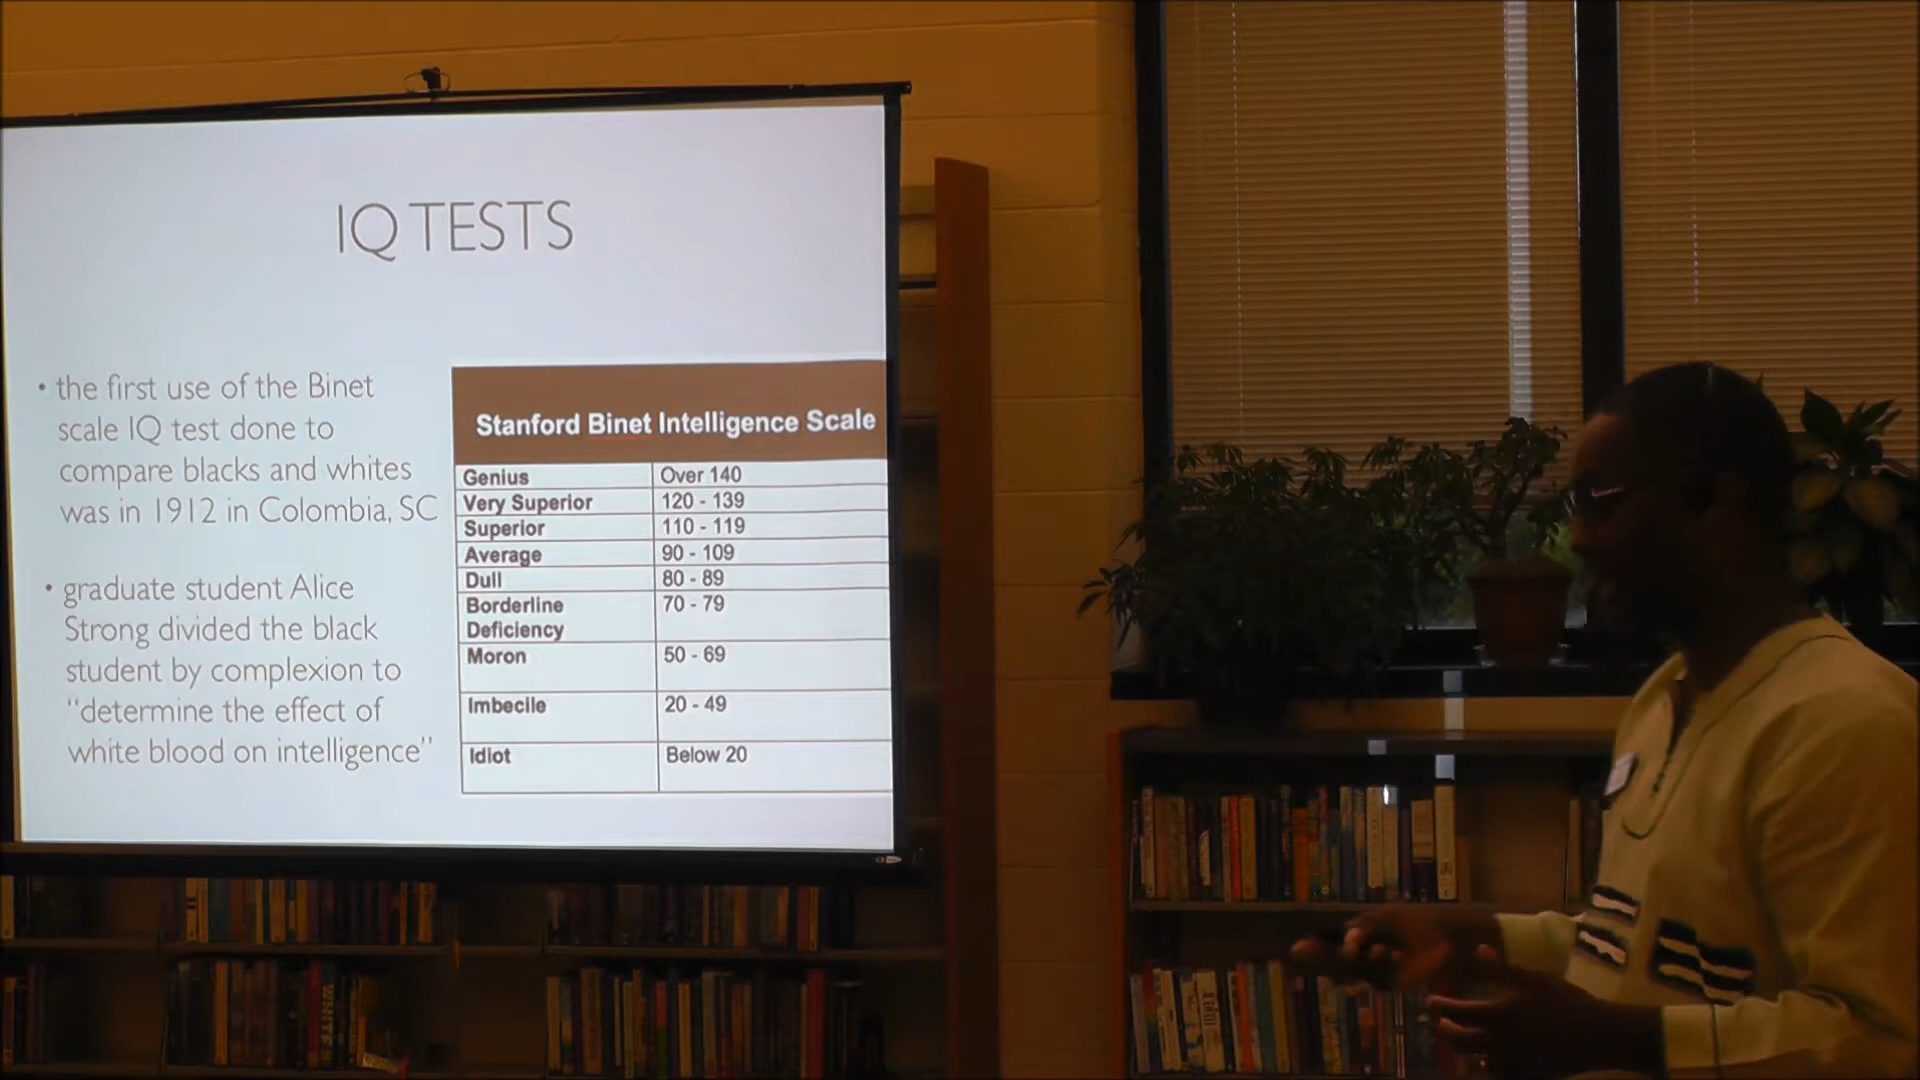 IQ TESTS
• the first use of the Binet
scale IQ test done to
compare blacks and whites
was in 1912 in Colombia, SC
• graduate student Alice
Strong divided the black
student by complexion to
“determine the effect of
white blood on intelligence”
Stanford Binet Intelligence Scale
Genius Over 140
Very Superior 120 - 139
Superior 110 - 119
Average 90 - 109
Dull 80 - 89
Borderline 70 - 79
Deficiency
Moron 50 - 69
Imbecile 20 - 49
Idiot Below 20